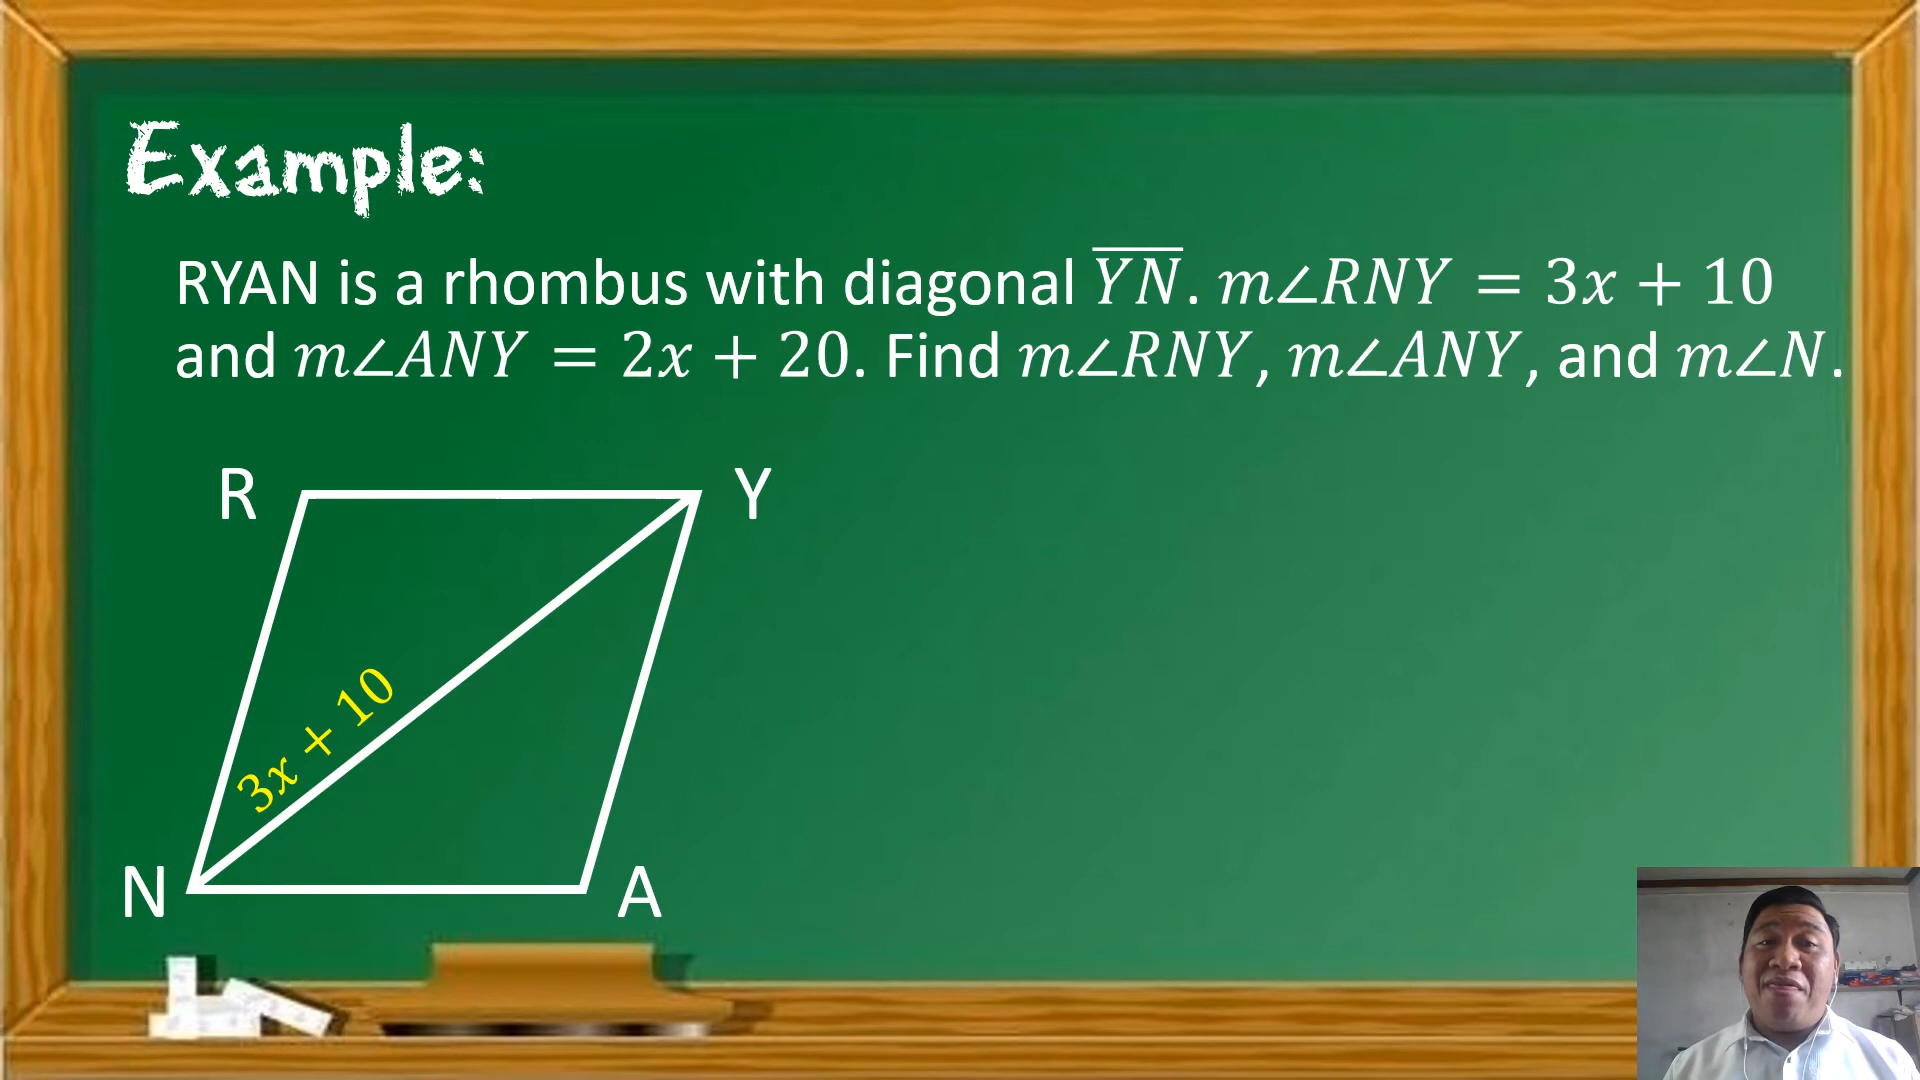 Example:
RYAN is a rhombus with diagonal \overline{YN}. m∠RNY = 3x + 10
and m∠ANY = 2x + 20. Find m∠RNY, m∠ANY, and m∠N.
R
Y
3x + 10
N
A